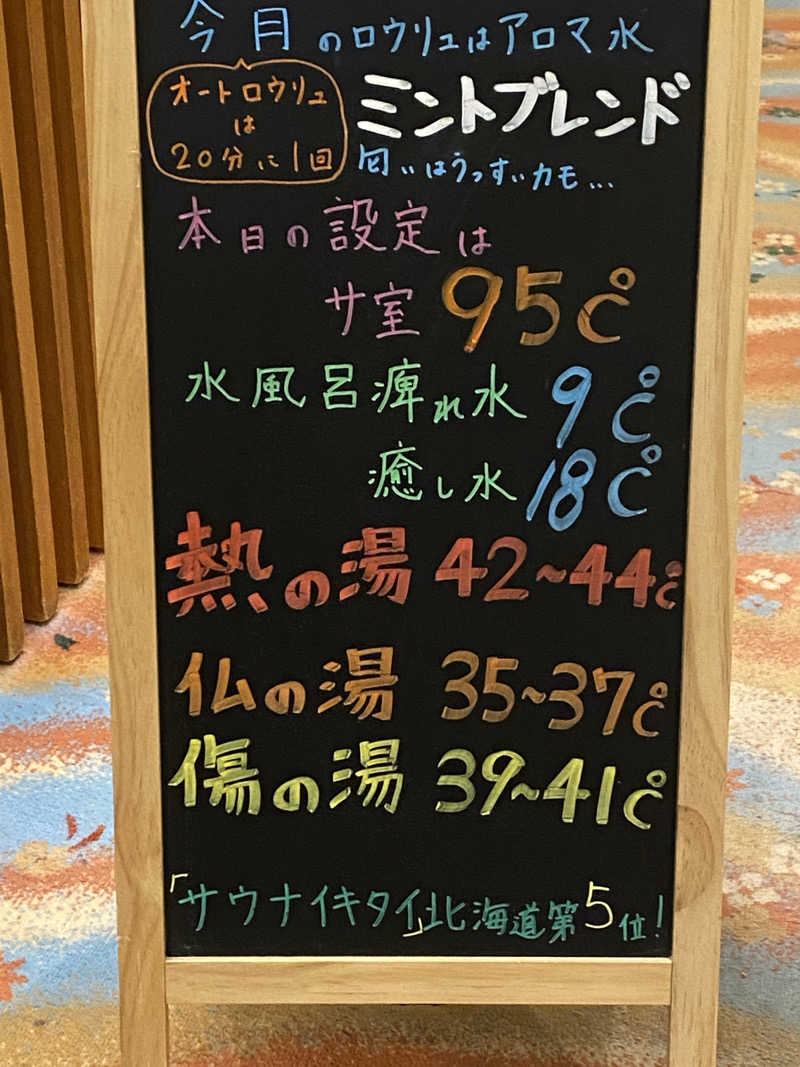 今月のロウリュはアロマ水
オートロウリュ
は
20分に1回
ミントブレンド
匂いはうっすぃカモ...
本日の設定は
サ室 95℃
水風呂痺れ水 9℃
癒し水 18℃
熱の湯 42~44℃
仏の湯 35~37℃
傷の湯 39~41℃
「サウナイキタイ」北海道第5位!